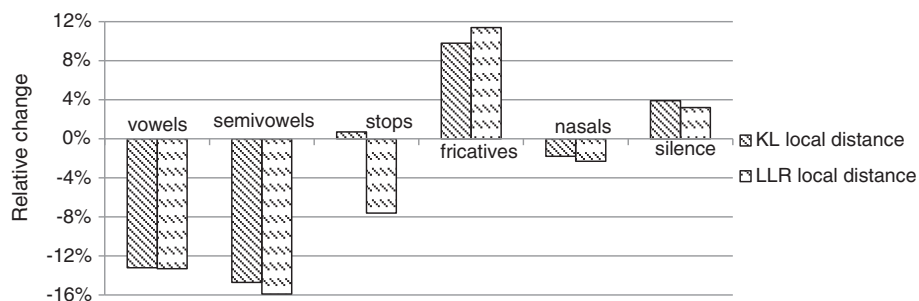 12%
8%
4%
0%
-4%
-8%
-12%
-16%
Relative change
vowels
semivowels
stops
fricatives
nasals
silence
KL local distance
LLR local distance